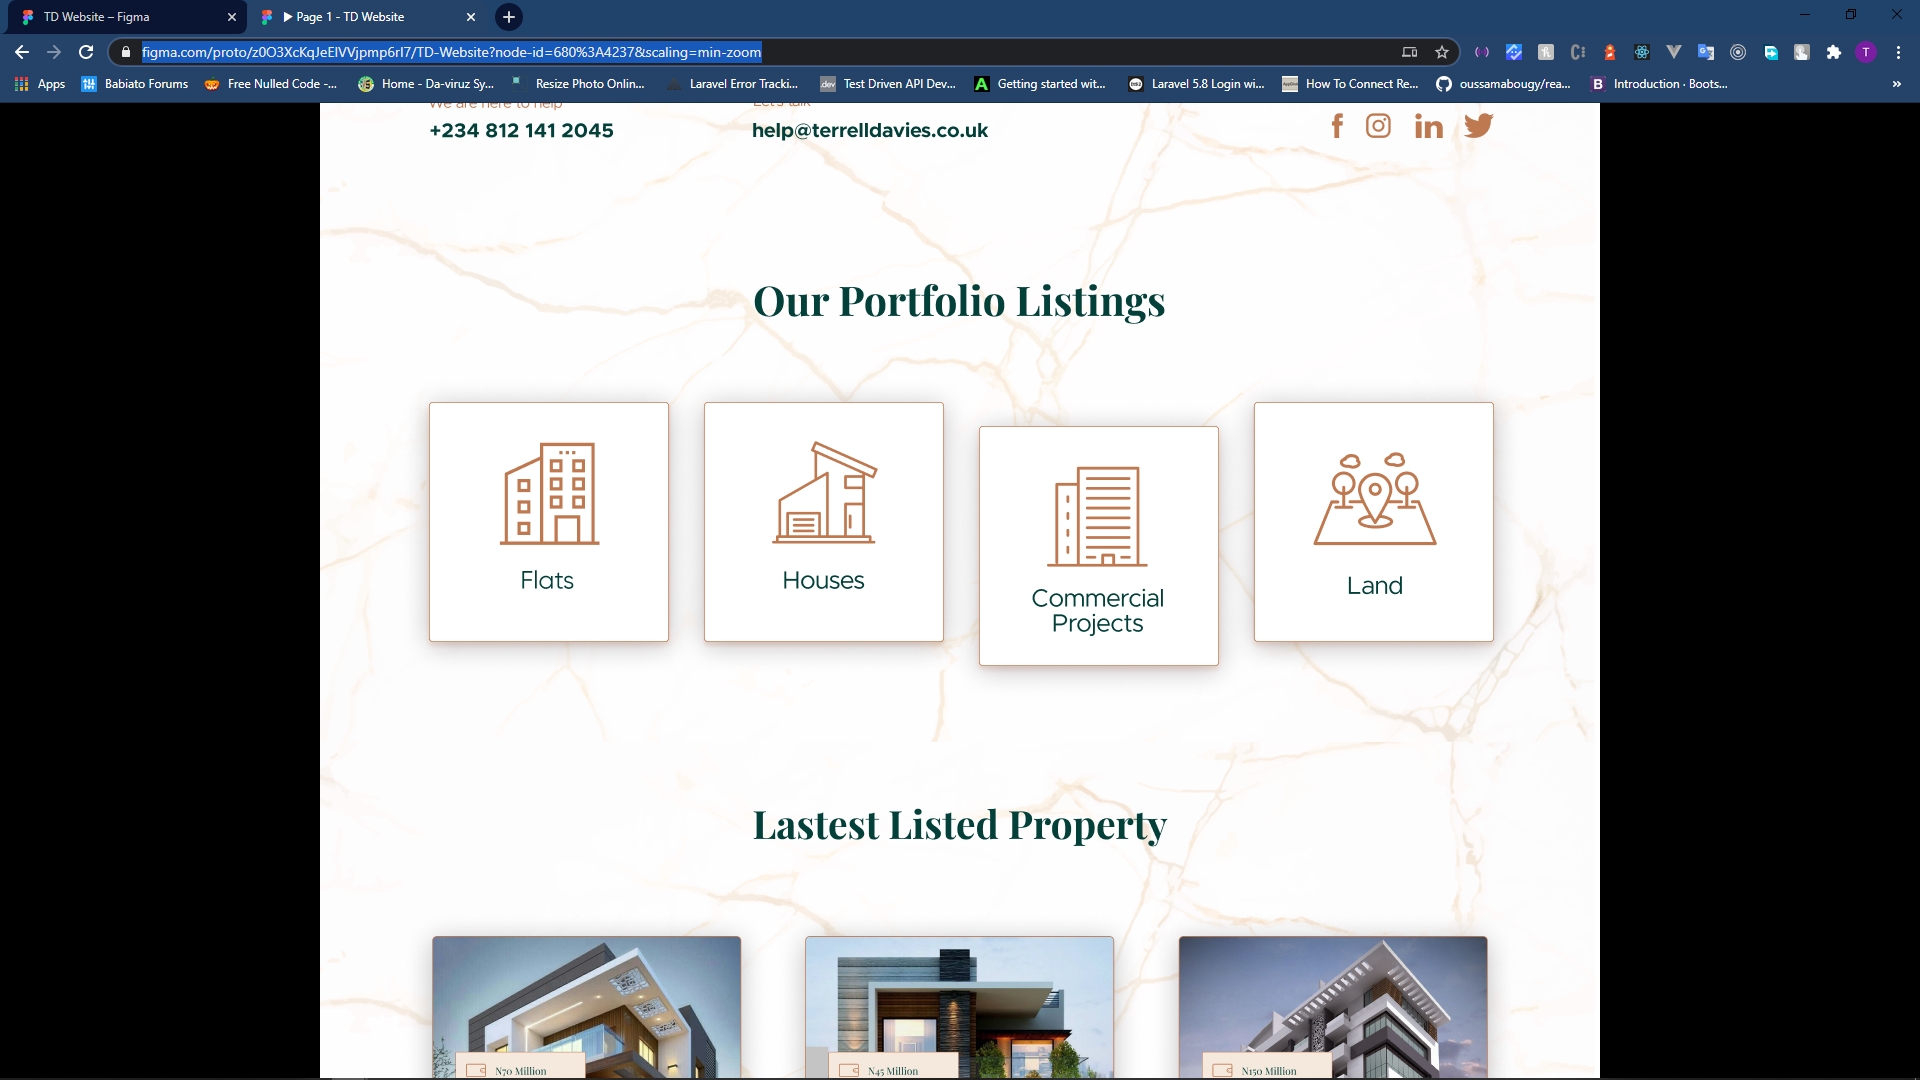 TD Website – Figma
Page 1 - TD Website
figma.com/proto/z0O3XcKqJeEIVVjpmp6rI7/TD-Website?node-id=680%3A4237&scaling=min-zoom
T
Apps
Babiato Forums
Free Nulled Code -...
Home - Da-viruz Sy...
Resize Photo Onlin...
Laravel Error Tracki...
Test Driven API Dev...
Getting started wit...
Laravel 5.8 Login wi...
How To Connect Re...
oussamabougy/rea...
Introduction · Boots...
We are here to help
Let's talk
+234 812 141 2045
help@terrelldavies.co.uk
Our Portfolio Listings
Flats
Houses
Commercial
Projects
Land
Lastest Listed Property
N70 Million
N45 Million
N150 Million